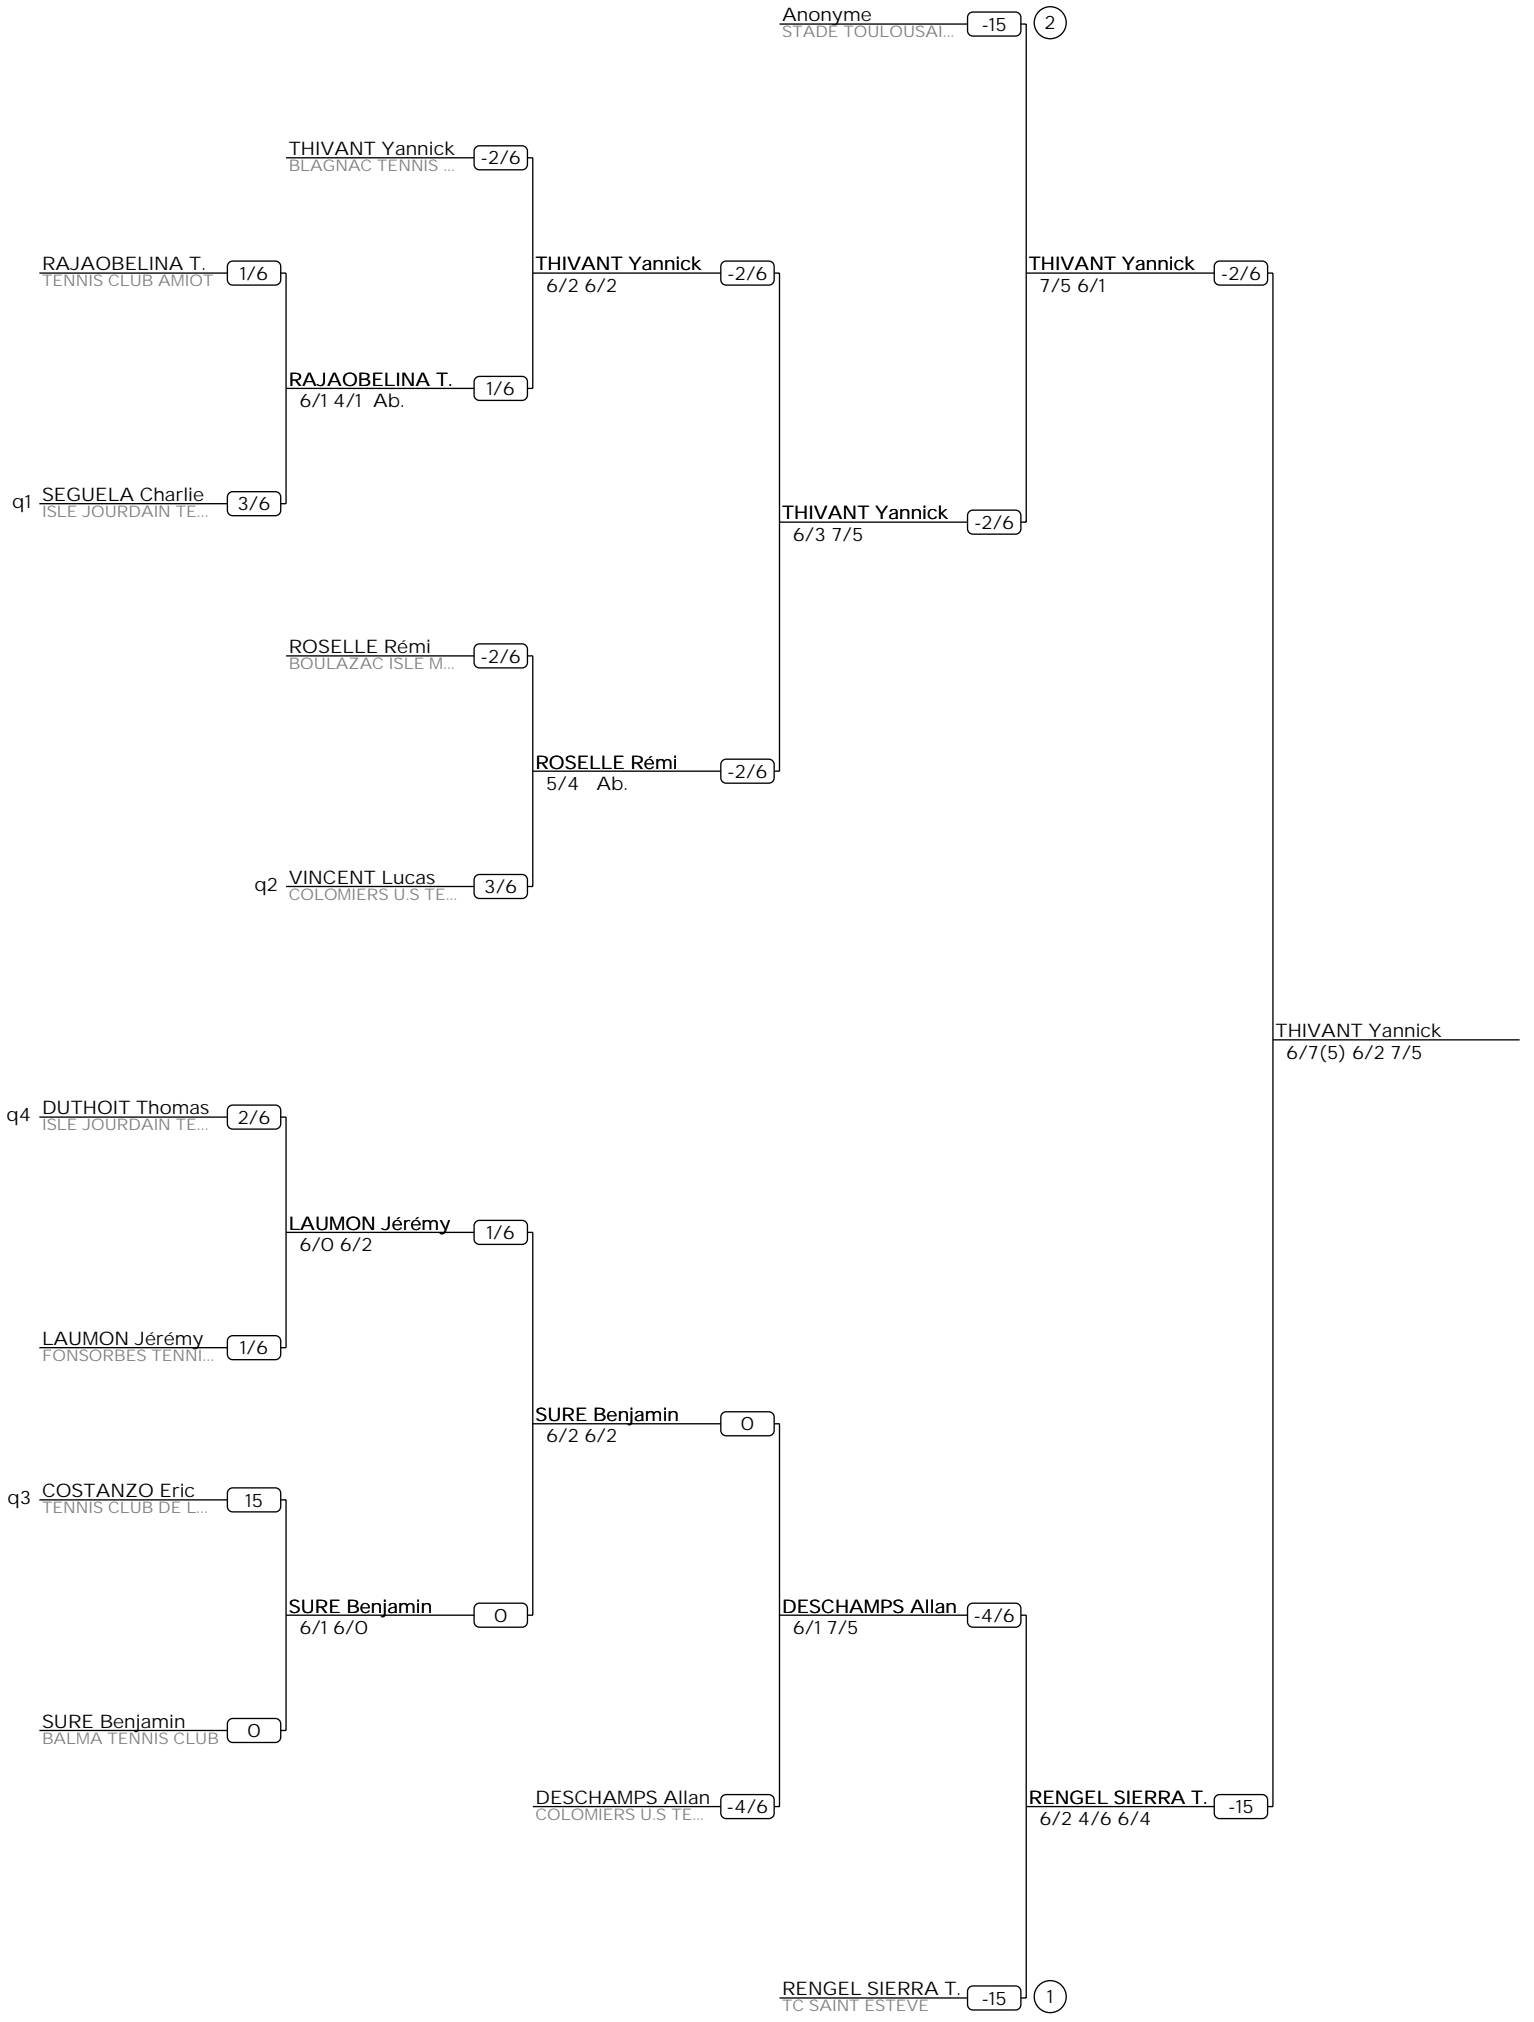 Anonyme
-15
2
STADE TOULOUSAI...
THIVANT Yannick
-2/6
BLAGNAC TENNIS ...
RAJAOBELINA T.
1/6
TENNIS CLUB AMIOT
THIVANT Yannick
-2/6
6/2 6/2
THIVANT Yannick
-2/6
7/5 6/1
RAJAOBELINA T.
1/6
6/1 4/1 Ab.
q1
SEGUELA Charlie
3/6
ISLE JOURDAIN TE...
THIVANT Yannick
-2/6
6/3 7/5
ROSELLE Rémi
-2/6
BOULAZAC ISLE M...
ROSELLE Rémi
-2/6
5/4 Ab.
q2
VINCENT Lucas
3/6
COLOMIERS U.S TE...
THIVANT Yannick
6/7(5) 6/2 7/5
q4
DUTHOIT Thomas
2/6
ISLE JOURDAIN TE...
LAUMON Jérémy
1/6
6/0 6/2
LAUMON Jérémy
1/6
FONSORBES TENNI...
SURE Benjamin
0
6/2 6/2
q3
COSTANZO Eric
15
TENNIS CLUB DE L...
SURE Benjamin
0
6/1 6/0
DESCHAMPS Allan
-4/6
6/1 7/5
SURE Benjamin
0
BALMA TENNIS CLUB
DESCHAMPS Allan
-4/6
COLOMIERS U.S TE...
RENGEL SIERRA T.
-15
6/2 4/6 6/4
RENGEL SIERRA T.
-15
1
TC SAINT ESTEVE